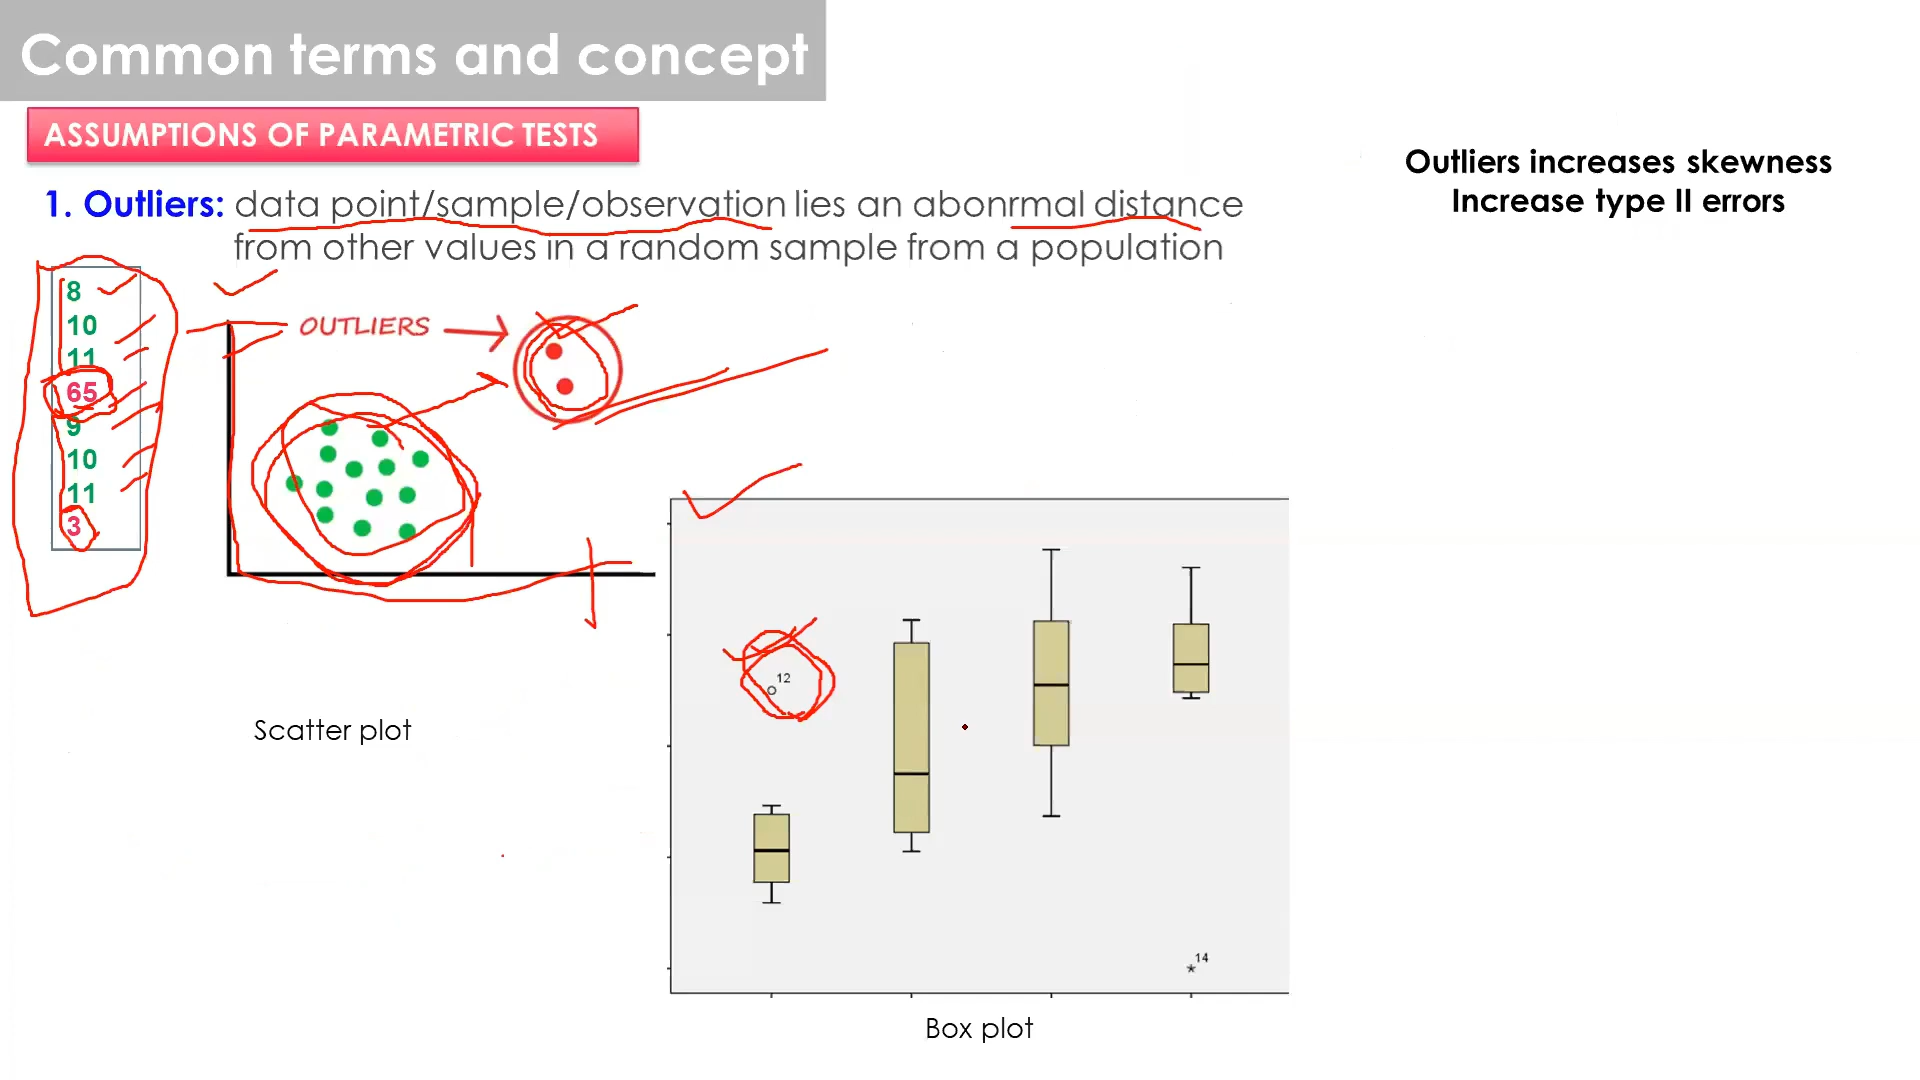 Common terms and concept
ASSUMPTIONS OF PARAMETRIC TESTS
Outliers increases skewness
Increase type II errors
1. Outliers: data point/sample/observation lies an abonrmal distance
from other values in a random sample from a population
8
10
11
65
9
10
11
3
OUTLIERS
Scatter plot
12
14
Box plot